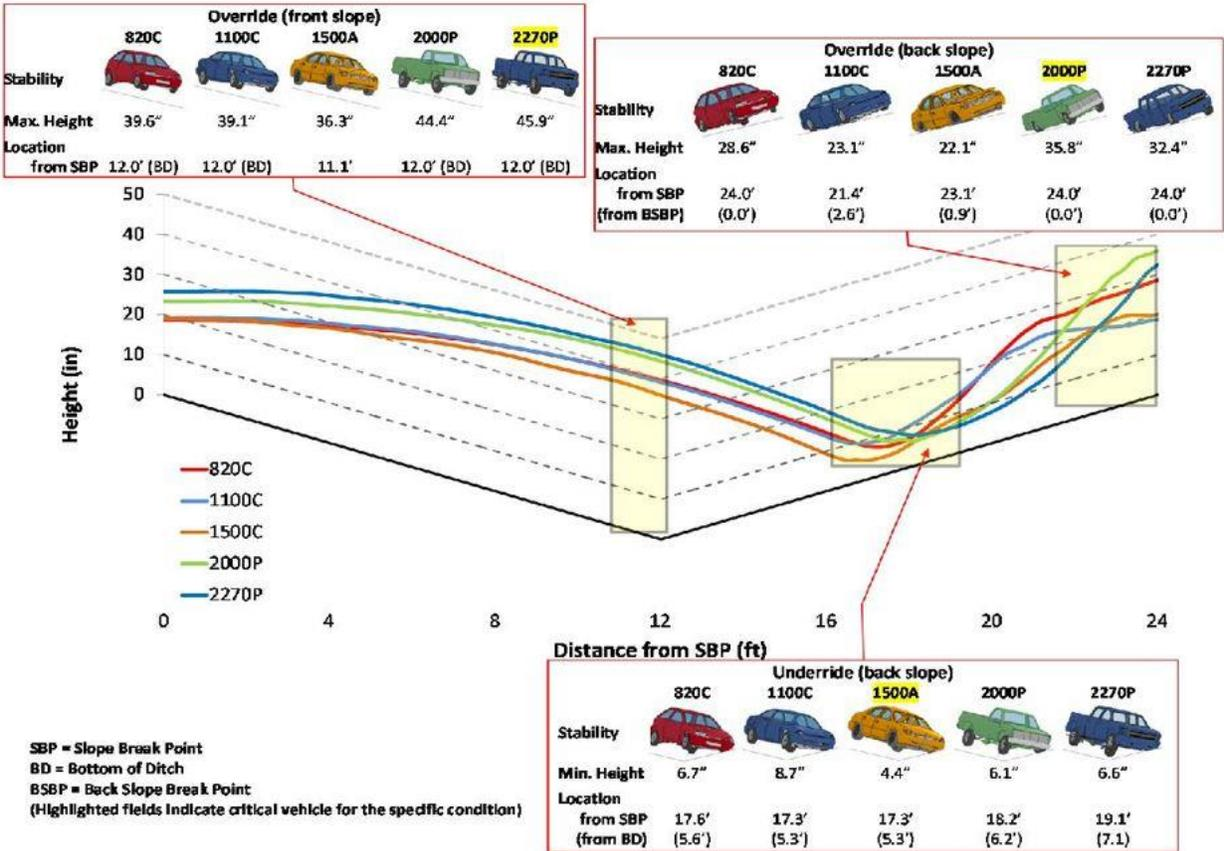 Override (front slope)
820C 1100C 1500A 2000P 2270P
Stability
Max. Height 39.6" 39.1" 36.3" 44.4" 45.9"
Location
from SBP 12.0' (BD) 12.0' (BD) 11.1' 12.0' (BD) 12.0' (BD)
Override (back slope)
820C 1100C 1500A 2000P 2270P
Stability
Max. Height 28.6" 23.1" 22.1" 35.8" 32.4"
Location
from SBP 24.0' 21.4' 23.1' 24.0' 24.0'
(from BSBP) (0.0') (2.6') (0.9') (0.0') (0.0')
50
40
30
20
10
0
Height (in)
820C
1100C
1500C
2000P
2270P
0 4 8 12 16 20 24
Distance from SBP (ft)
Underride (back slope)
820C 1100C 1500A 2000P 2270P
Stability
Min. Height 6.7" 8.7" 4.4" 6.1" 6.6"
Location
from SBP 17.6' 17.3' 17.3' 18.2' 19.1'
(from BD) (5.6') (5.3') (5.3') (6.2') (7.1)
SBP = Slope Break Point
BD = Bottom of Ditch
BSBP = Back Slope Break Point
(Highlighted fields indicate critical vehicle for the specific condition)